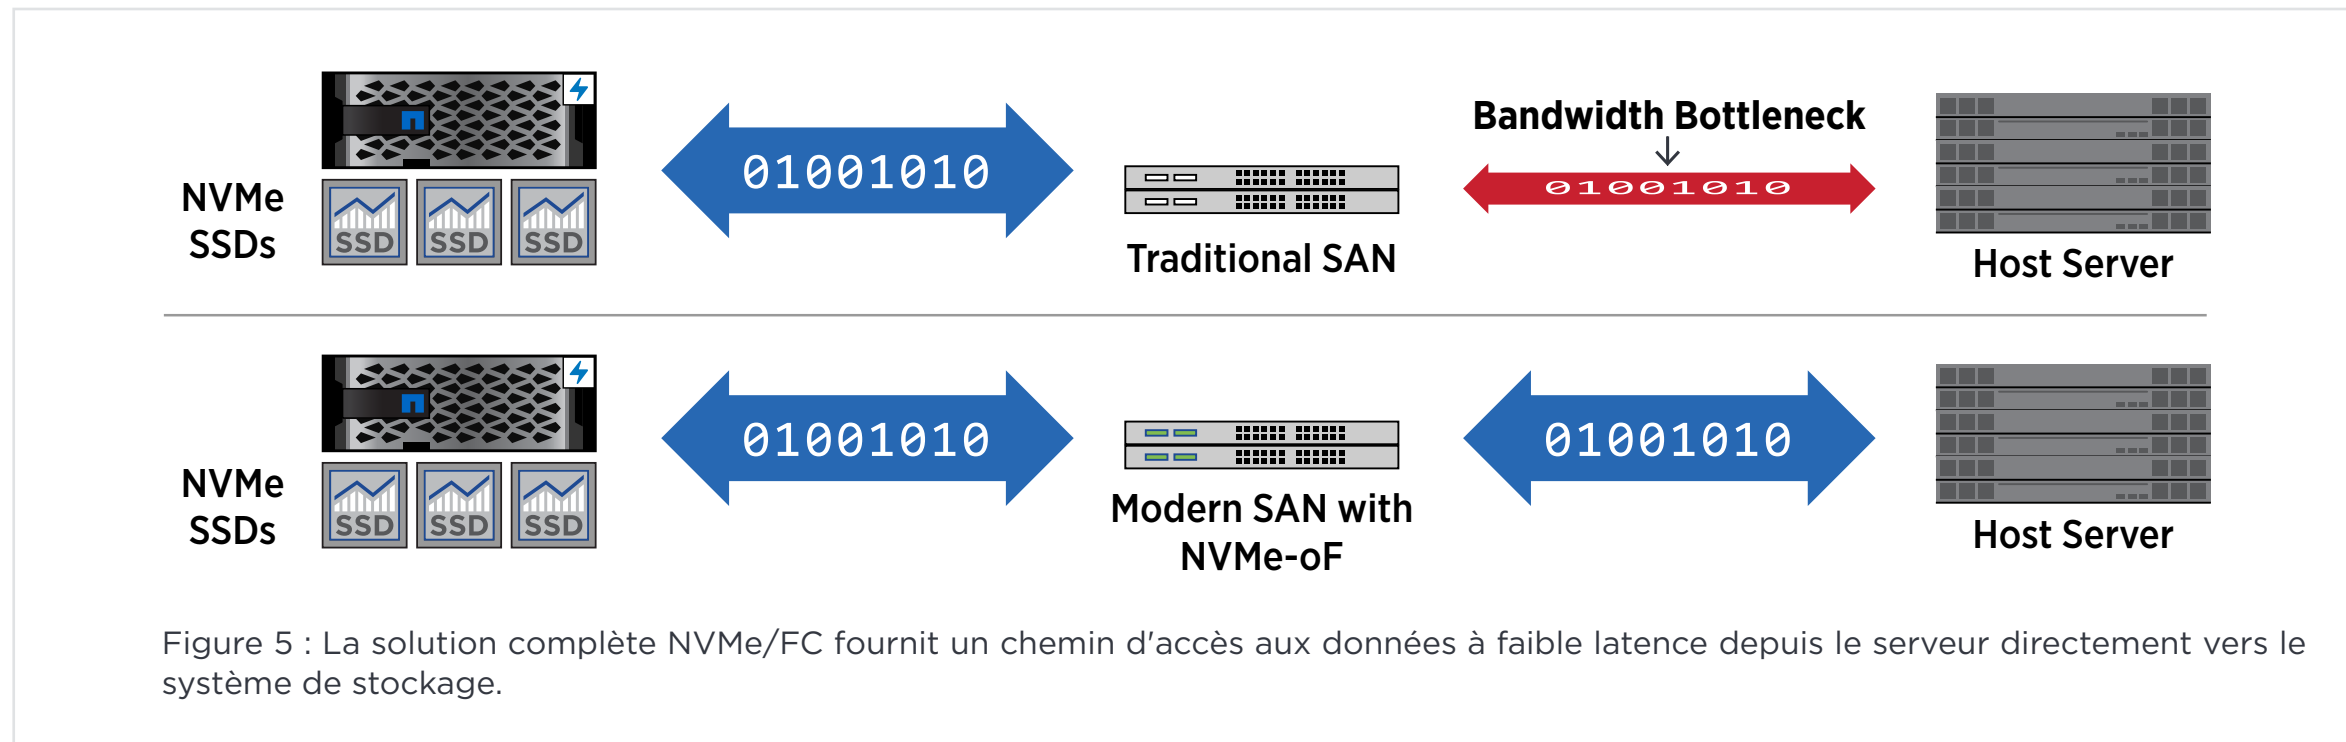 NVMe
SSDs
SSD SSD SSD
01001010
Traditional SAN
Bandwidth Bottleneck
01001010
Host Server
NVMe
SSDs
SSD SSD SSD
01001010
Modern SAN with
NVMe-oF
01001010
Host Server
Figure 5 : La solution complète NVMe/FC fournit un chemin d'accès aux données à faible latence depuis le serveur directement vers le
système de stockage.